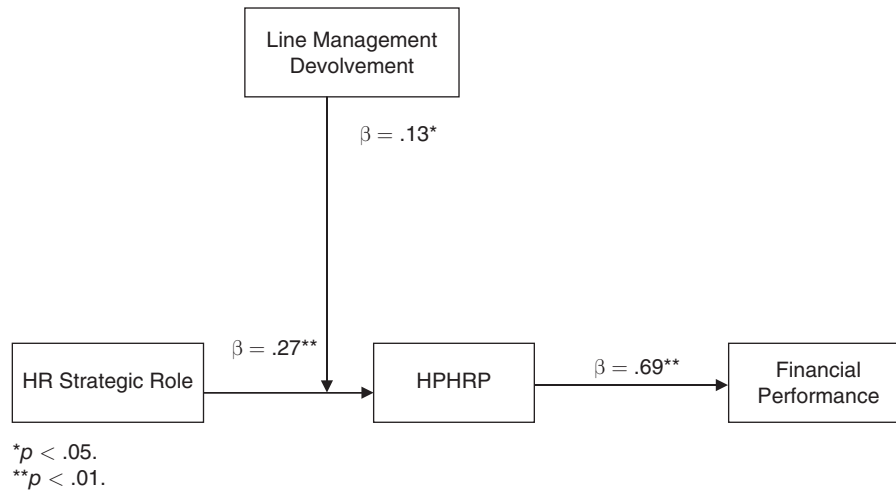 Line Management
Devolvement
β = .13*
β = .27**
β = .69**
HR Strategic Role
HPHRP
Financial
Performance
*p < .05.
**p < .01.